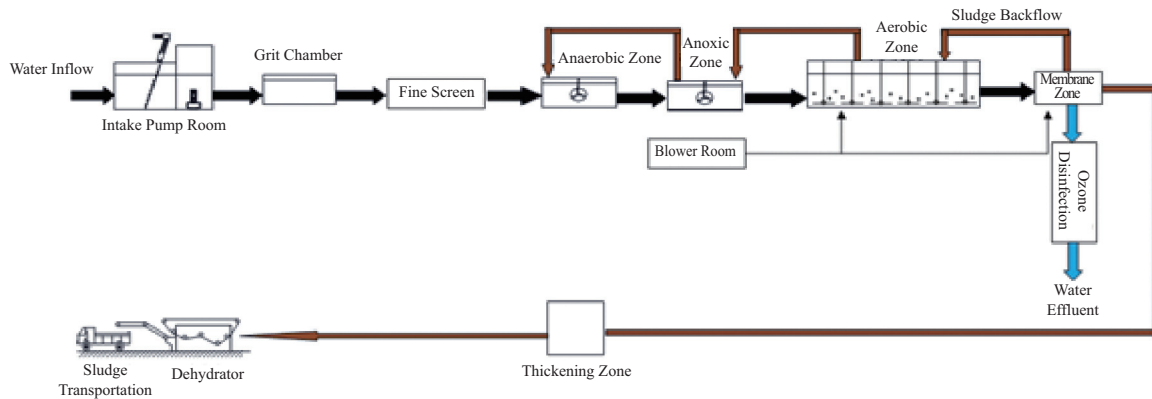 Water Inflow
Intake Pump Room
Grit Chamber
Fine Screen
Anaerobic Zone
Anoxic
Zone
Aerobic
Zone
Sludge Backflow
Membrane
Zone
Blower Room
Ozone
Disinfection
Water
Effluent
Sludge
Transportation
Dehydrator
Thickening Zone